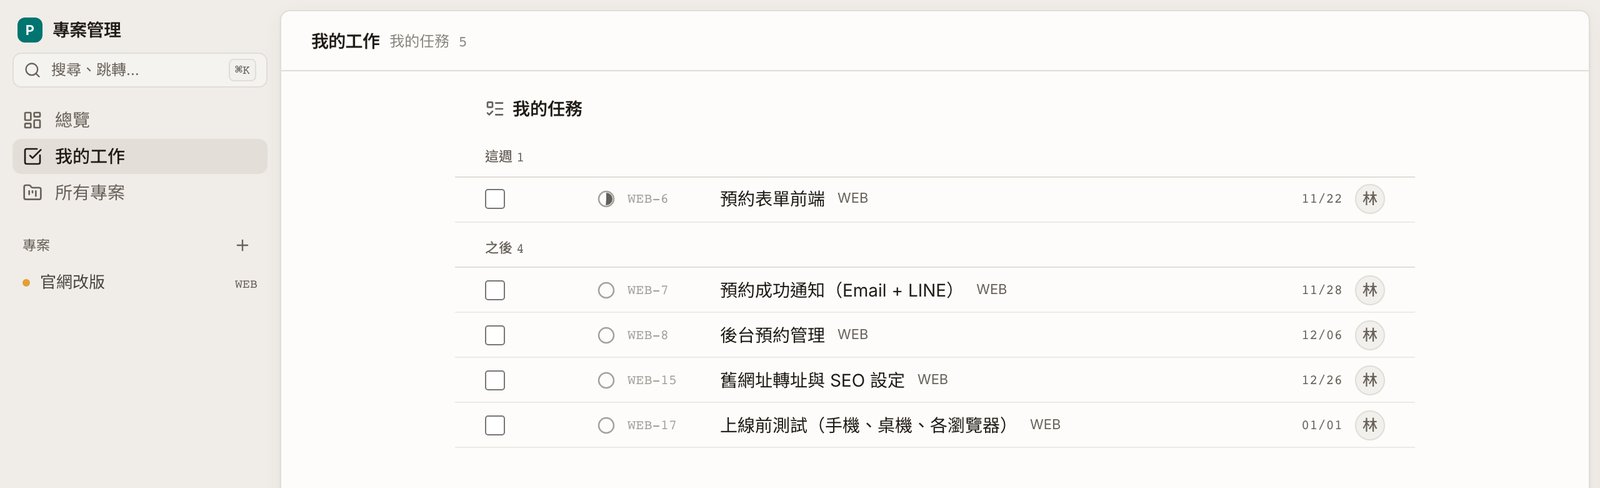 P 專案管理
搜尋、跳轉... ⌘K
總覽
我的工作
所有專案
專案 +
官網改版 WEB
我的工作 我的任務 5
我的任務
這週 1
WEB-6 預約表單前端 WEB 11/22 林
之後 4
WEB-7 預約成功通知（Email + LINE） WEB 11/28 林
WEB-8 後台預約管理 WEB 12/06 林
WEB-15 舊網址轉址與 SEO 設定 WEB 12/26 林
WEB-17 上線前測試（手機、桌機、各瀏覽器） WEB 01/01 林